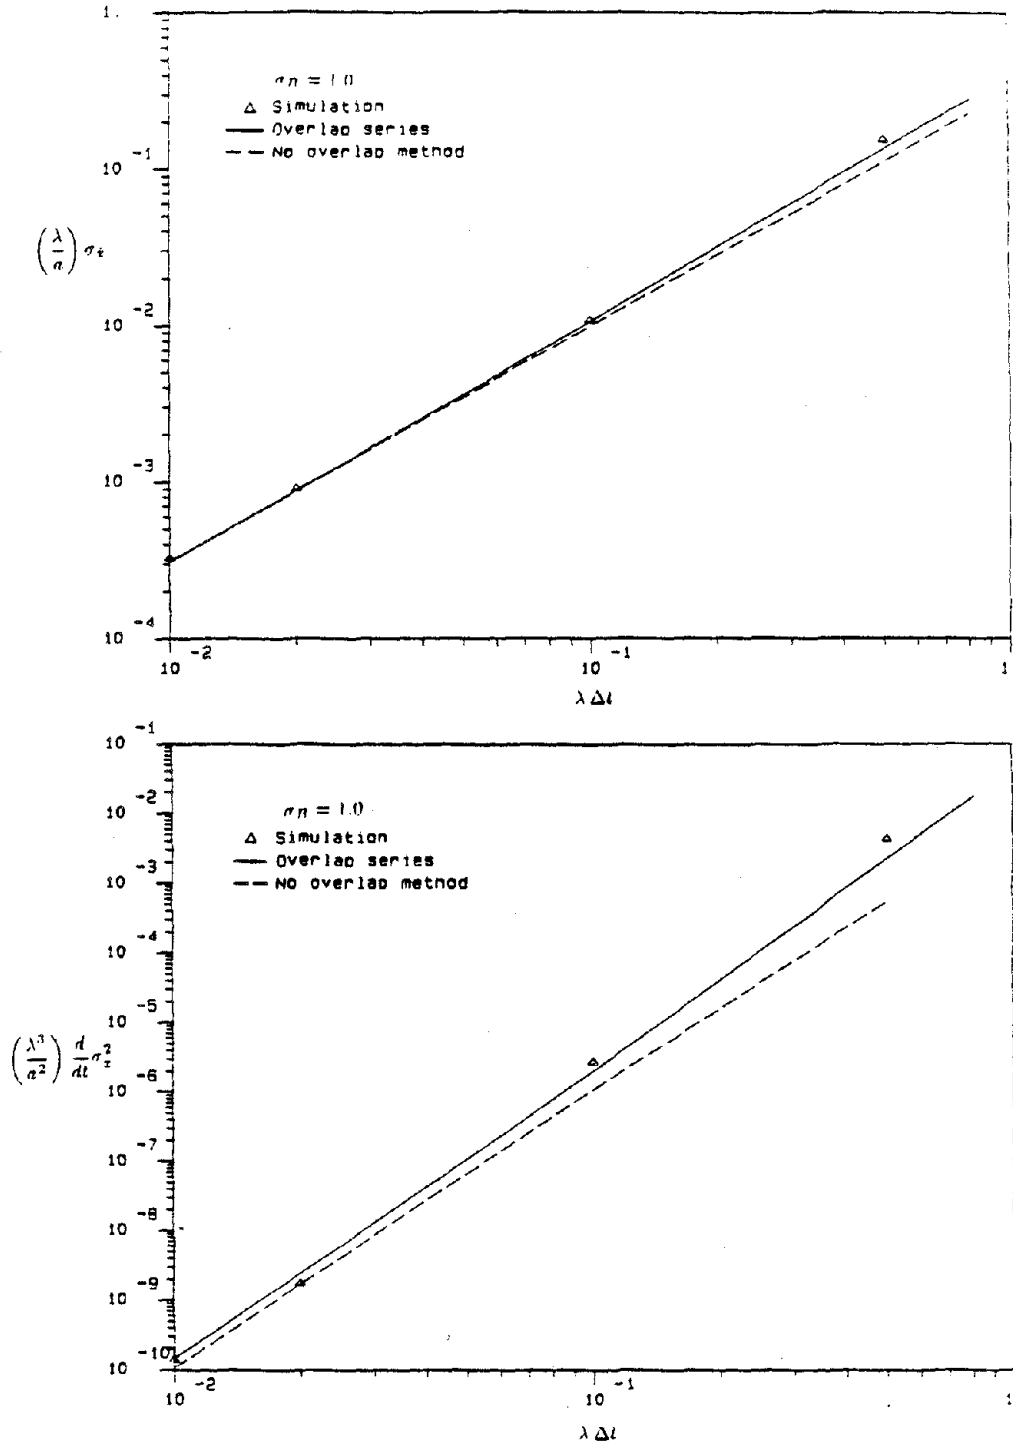 1.
σn = 1.0
△ Simulation
Overlap series
No overlap method
10 -1
(λ/a) σ
10 -2
10 -3
10 -4
10 -2
10 -1
1
λ Δt
10 -1
σn = 1.0
△ Simulation
Overlap series
No overlap method
10 -2
10 -3
10 -4
10 -5
(λ³/a²) d/dt σ²
10 -6
10 -7
10 -8
10 -9
10 -10
10 -2
10 -1
1
λ Δt